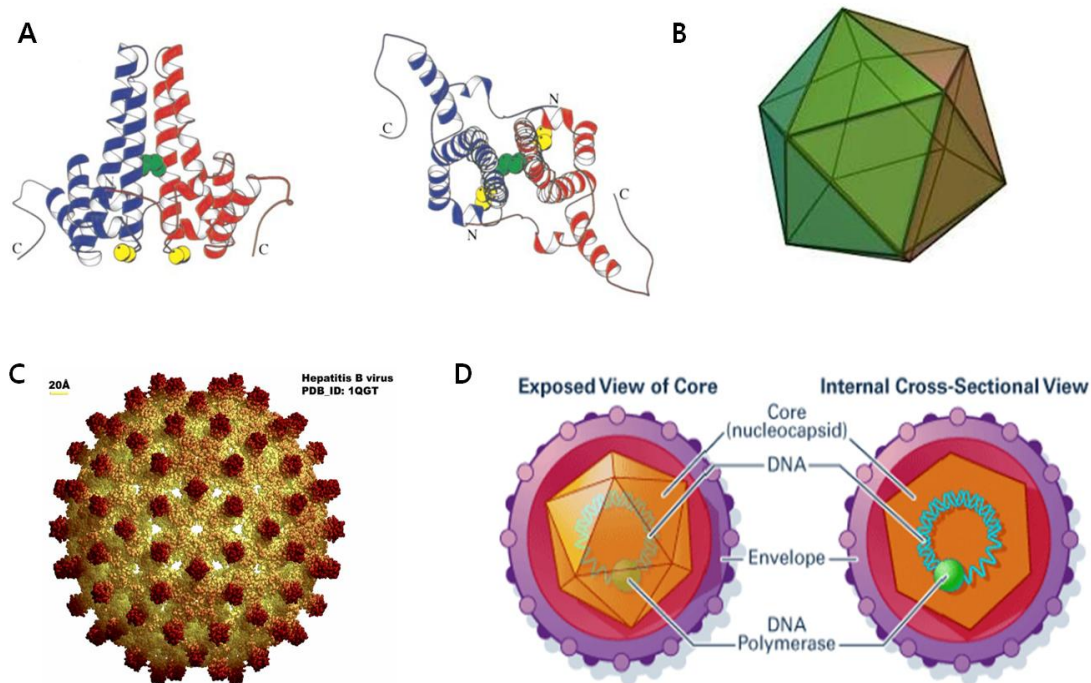 A
B
C
N
C
N
C
N
C
20Å
Hepatitis B virus
PDB_ID: 1QGT
D
Exposed View of Core
Internal Cross-Sectional View
Core
(nucleocapsid)
DNA
Envelope
DNA
Polymerase